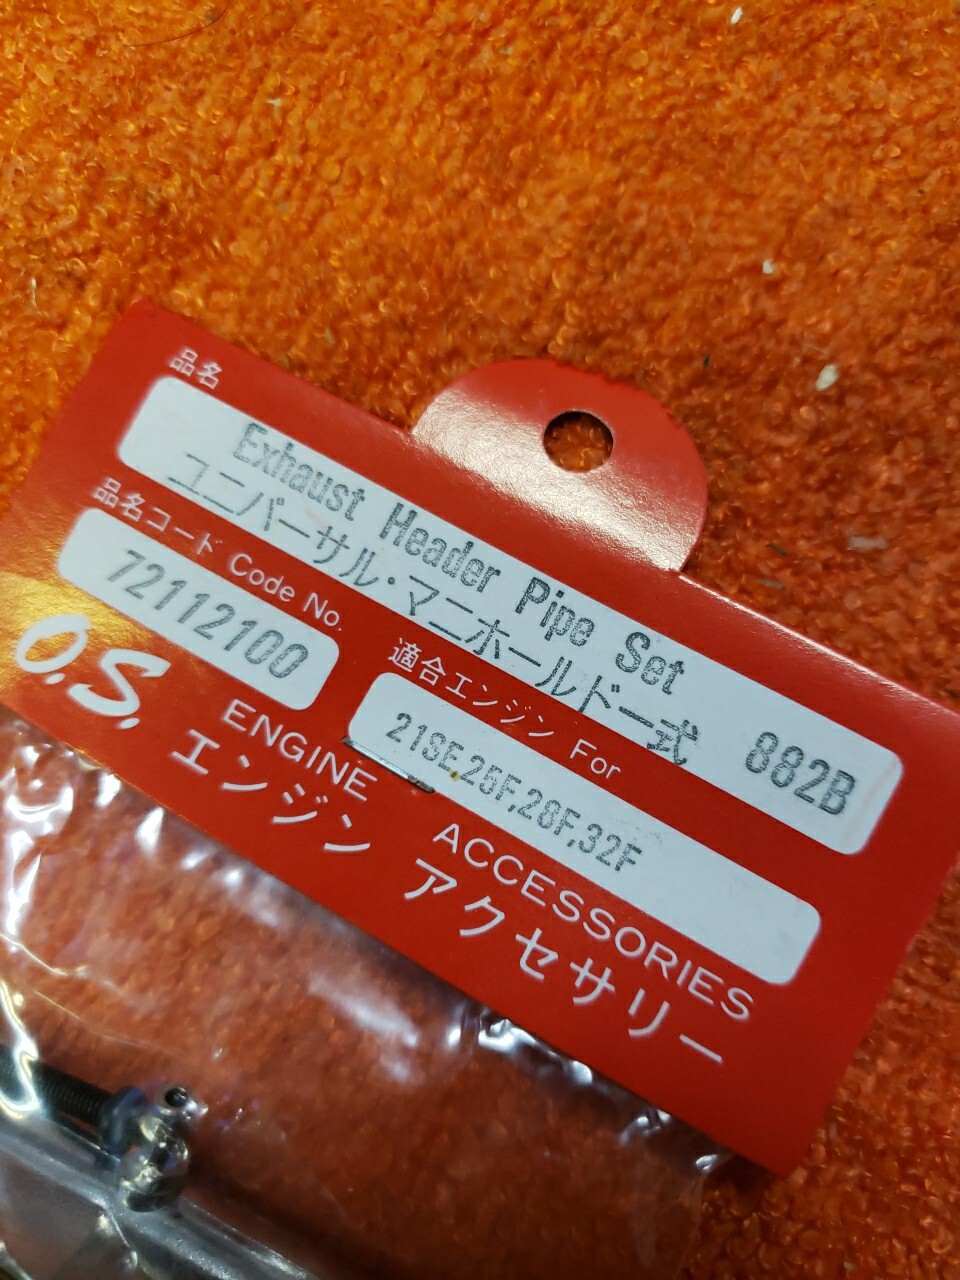 品名
Exhaust Header Pipe Set
ユニバーサル・マニホールド一式 882B
品名コード Code No.
72112100
適合エンジン For
21SE,25F,28F,32F
O.S. ENGINE ACCESSORIES
エンジン アクセサリー